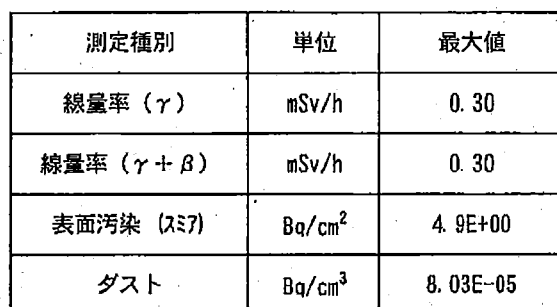 測定種別 単位 最大値
線量率（γ） mSv/h 0.30
線量率（γ＋β） mSv/h 0.30
表面汚染（スミア） Bq/cm² 4.9E+00
ダスト Bq/cm³ 8.03E-05